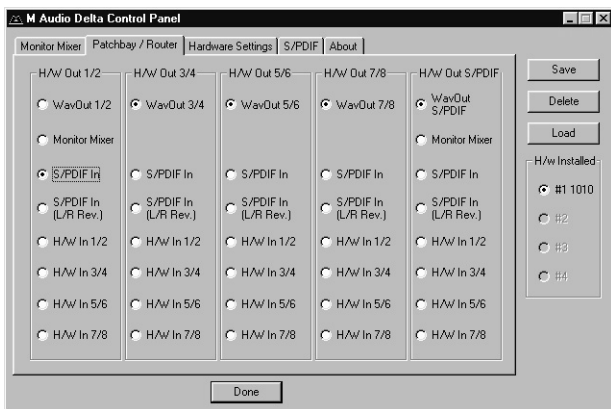 M Audio Delta Control Panel
Monitor Mixer Patchbay / Router Hardware Settings S/PDIF About
H/W Out 1/2 H/W Out 3/4 H/W Out 5/6 H/W Out 7/8 H/W Out S/PDIF
WavOut 1/2 WavOut 3/4 WavOut 5/6 WavOut 7/8 WavOut
S/PDIF
Monitor Mixer Monitor Mixer
S/PDIF In S/PDIF In S/PDIF In S/PDIF In S/PDIF In
S/PDIF In S/PDIF In S/PDIF In S/PDIF In S/PDIF In
(L/R Rev.) (L/R Rev.) (L/R Rev.) (L/R Rev.) (L/R Rev.)
H/W In 1/2 H/W In 1/2 H/W In 1/2 H/W In 1/2 H/W In 1/2
H/W In 3/4 H/W In 3/4 H/W In 3/4 H/W In 3/4 H/W In 3/4
H/W In 5/6 H/W In 5/6 H/W In 5/6 H/W In 5/6 H/W In 5/6
H/W In 7/8 H/W In 7/8 H/W In 7/8 H/W In 7/8 H/W In 7/8
Save
Delete
Load
H/w Installed
#1 1010
#2
#3
#4
Done